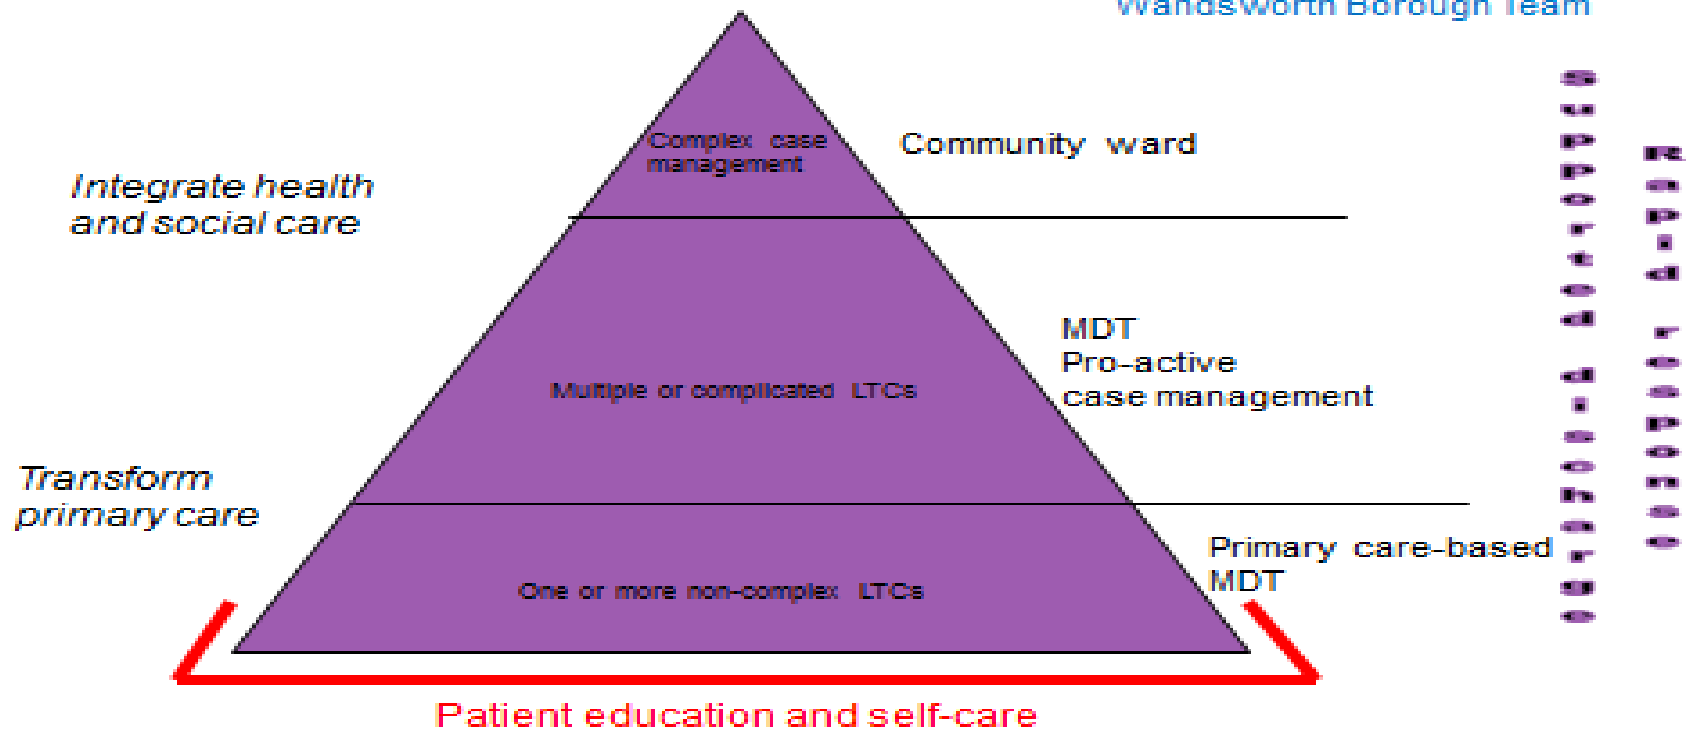 Wandsworth Borough Team
Complex case
management
Community ward
Integrate health
and social care
MDT
Pro-active
case management
Multiple or complicated LTCs
Transform
primary care
Primary care-based
MDT
One or more non-complex LTCs
Patient education and self-care
Supported discharge
Rapid response